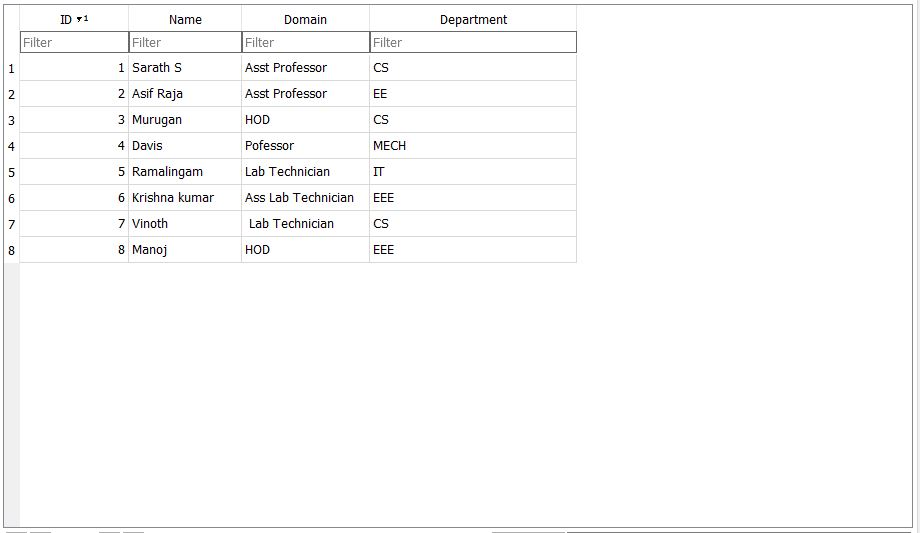 ID ▾1 Name Domain Department
Filter Filter Filter Filter
1 1 Sarath S Asst Professor CS
2 2 Asif Raja Asst Professor EE
3 3 Murugan HOD CS
4 4 Davis Pofessor MECH
5 5 Ramalingam Lab Technician IT
6 6 Krishna kumar Ass Lab Technician EEE
7 7 Vinoth Lab Technician CS
8 8 Manoj HOD EEE